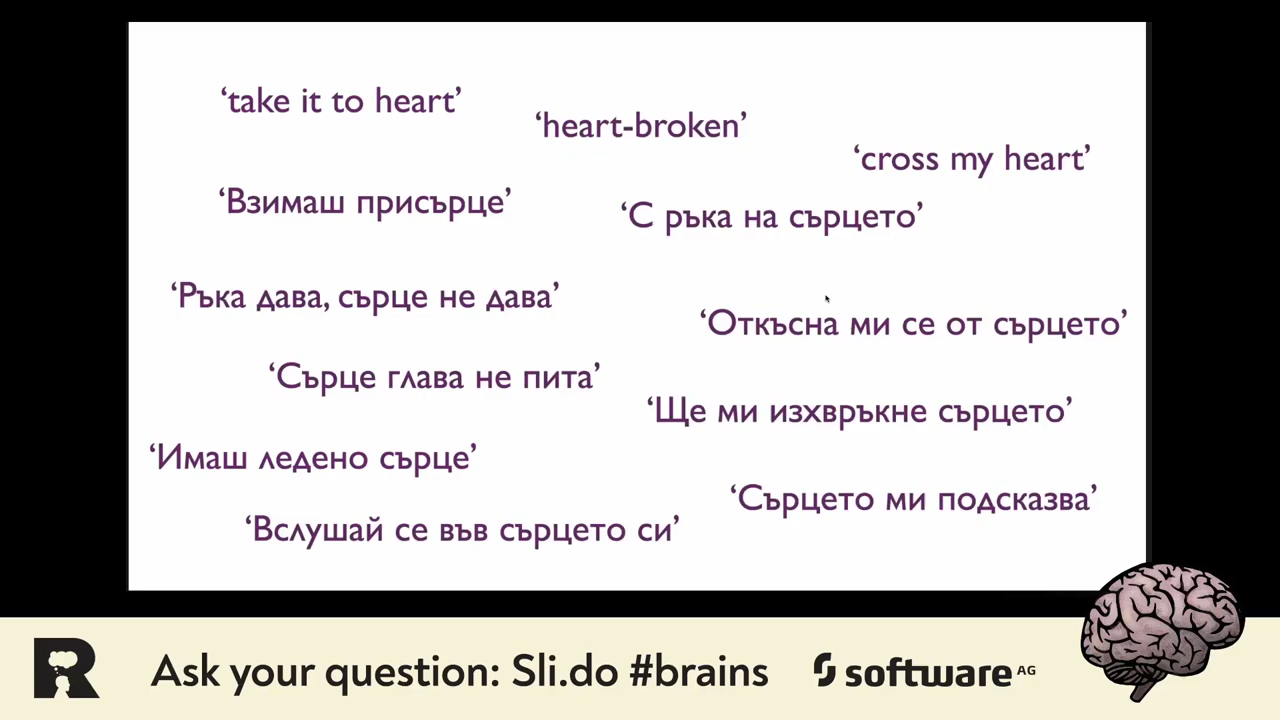 ‘take it to heart’
‘heart-broken’
‘cross my heart’
‘Взимаш присърце’
‘С ръка на сърцето’
‘Ръка дава, сърце не дава’
‘Откъсна ми се от сърцето’
‘Сърце глава не пита’
‘Ще ми изхвръкне сърцето’
‘Имаш ледено сърце’
‘Сърцето ми подсказва’
‘Вслушай се във сърцето си’
R Ask your question: Sli.do #brains software AG